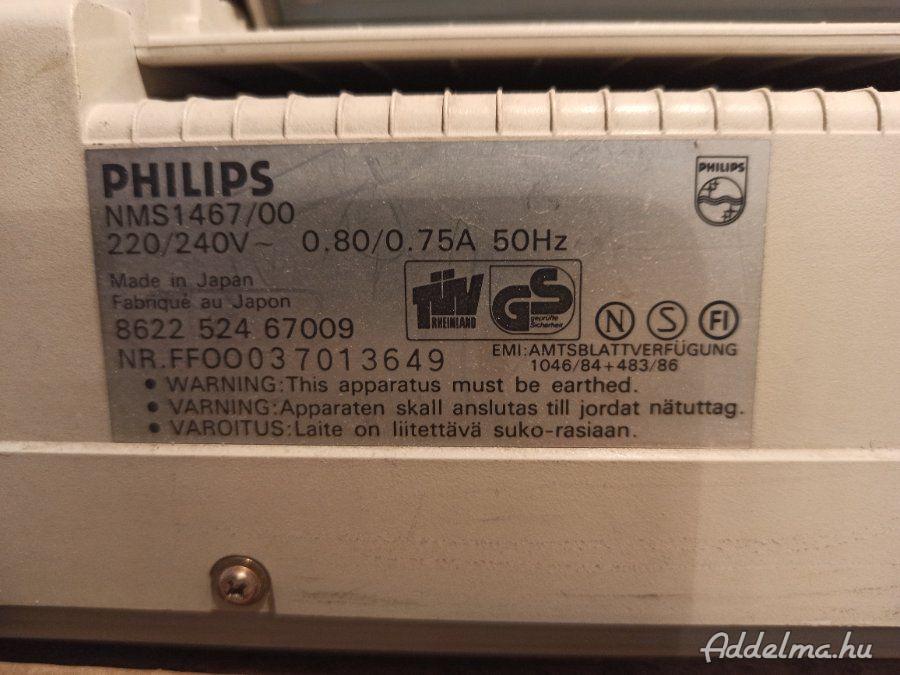 PHILIPS
PHILIPS
NMS1467/00
220/240V~ 0.80/0.75A 50Hz
Made in Japan
Fabriqué au Japon
TÜV
RHEINLAND
GS
geprüfte
Sicherheit
N S FI
8622 524 67009
EMI:AMTSBLATTVERFÜGUNG
1046/84+483/86
NR.FFOO037013649
• WARNING:This apparatus must be earthed.
• VARNING:Apparaten skall anslutas till jordat nätuttag.
• VAROITUS:Laite on liitettävä suko-rasiaan.
Addelma.hu